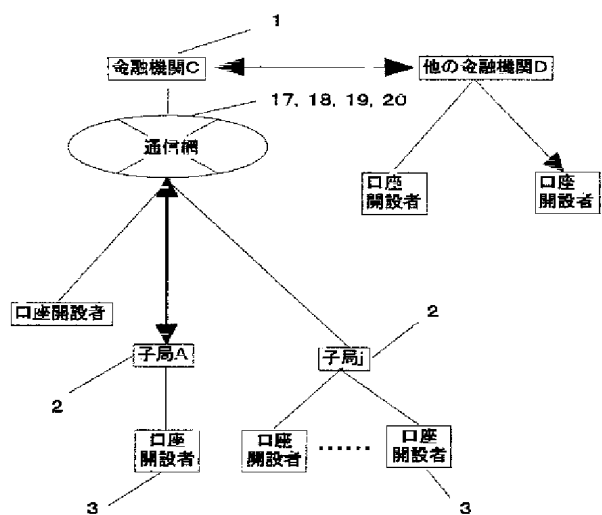 1
金融機関C
他の金融機関D
17, 18, 19, 20
通信網
口座
開設者
口座
開設者
口座開設者
子局A
2
子局j
2
口座
開設者
口座
開設者
……
口座
開設者
3
3